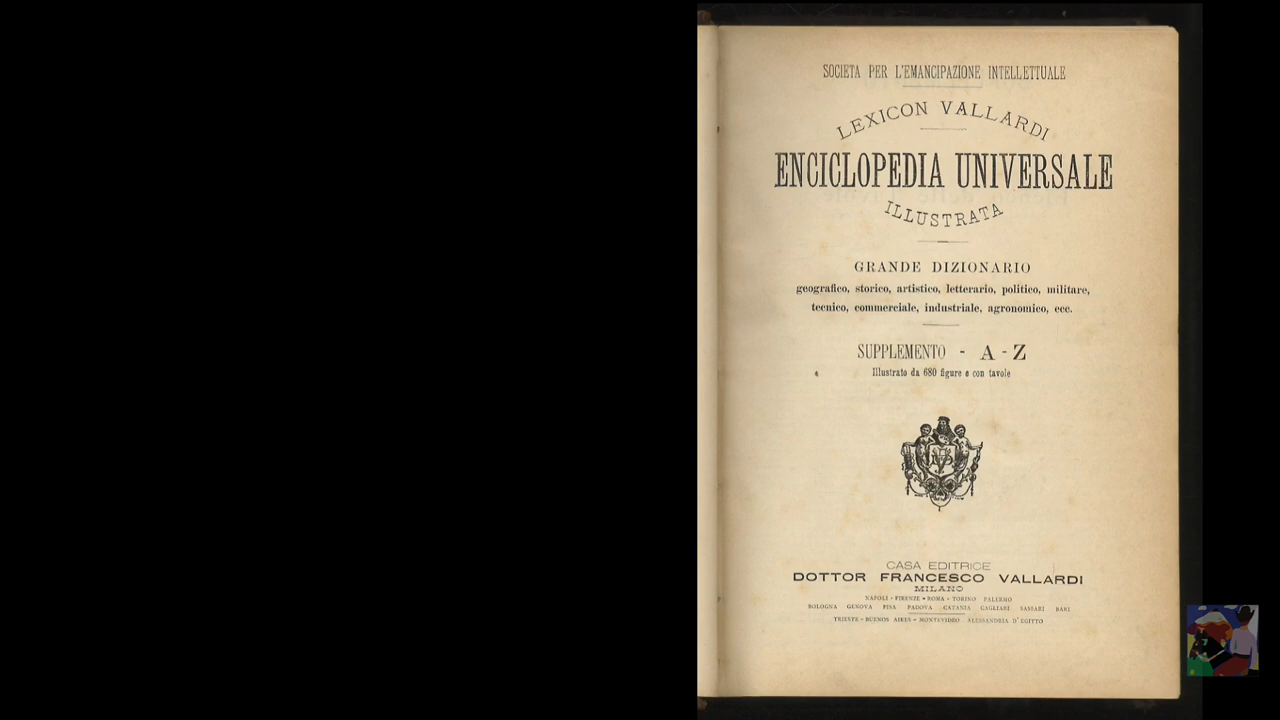 SOCIETA PER L'EMANCIPAZIONE INTELLETTUALE
LEXICON VALLARDI
ENCICLOPEDIA UNIVERSALE
ILLUSTRATA
GRANDE DIZIONARIO
geografico, storico, artistico, letterario, politico, militare,
tecnico, commerciale, industriale, agronomico, ecc.
SUPPLEMENTO - A - Z
Illustrato da 680 figure e con tavole
CASA EDITRICE
DOTTOR FRANCESCO VALLARDI
MILANO
NAPOLI - FIRENZE - ROMA - TORINO PALERMO
BOLOGNA GENOVA PISA PADOVA CATANIA CAGLIARI SASSARI BARI
TRIESTE - BUENOS AIRES - MONTEVIDEO ALESSANDRIA D'EGITTO